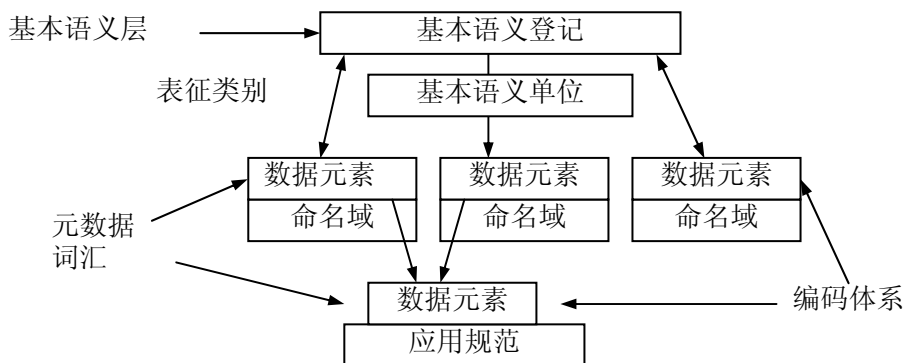 基本语义层
基本语义登记
表征类别
基本语义单位
数据元素
数据元素
数据元素
命名域
命名域
命名域
元数据
词汇
数据元素
编码体系
应用规范